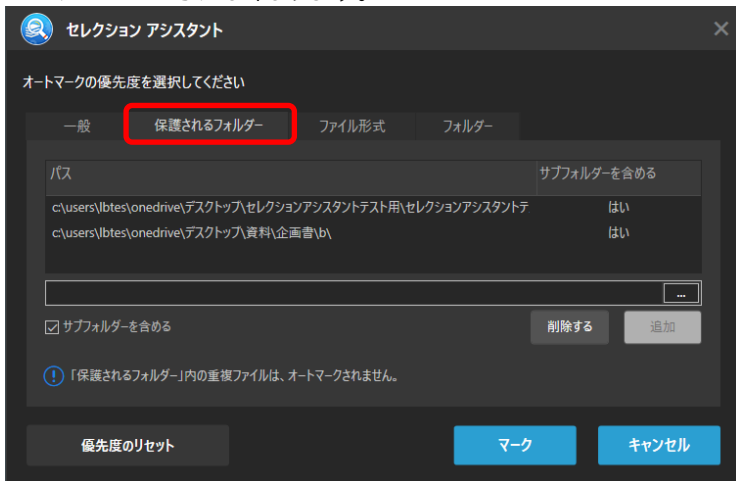 セレクション アシスタント
オートマークの優先度を選択してください
一般 保護されるフォルダー ファイル形式 フォルダー
パス サブフォルダーを含める
c:\users\lbtes\onedrive\デスクトップ\セレクションアシスタントテスト用\セレクションアシスタントテ はい
c:\users\lbtes\onedrive\デスクトップ\資料\企画書\b\ はい
...
サブフォルダーを含める 削除する 追加
「保護されるフォルダー」内の重複ファイルは、オートマークされません。
優先度のリセット マーク キャンセル